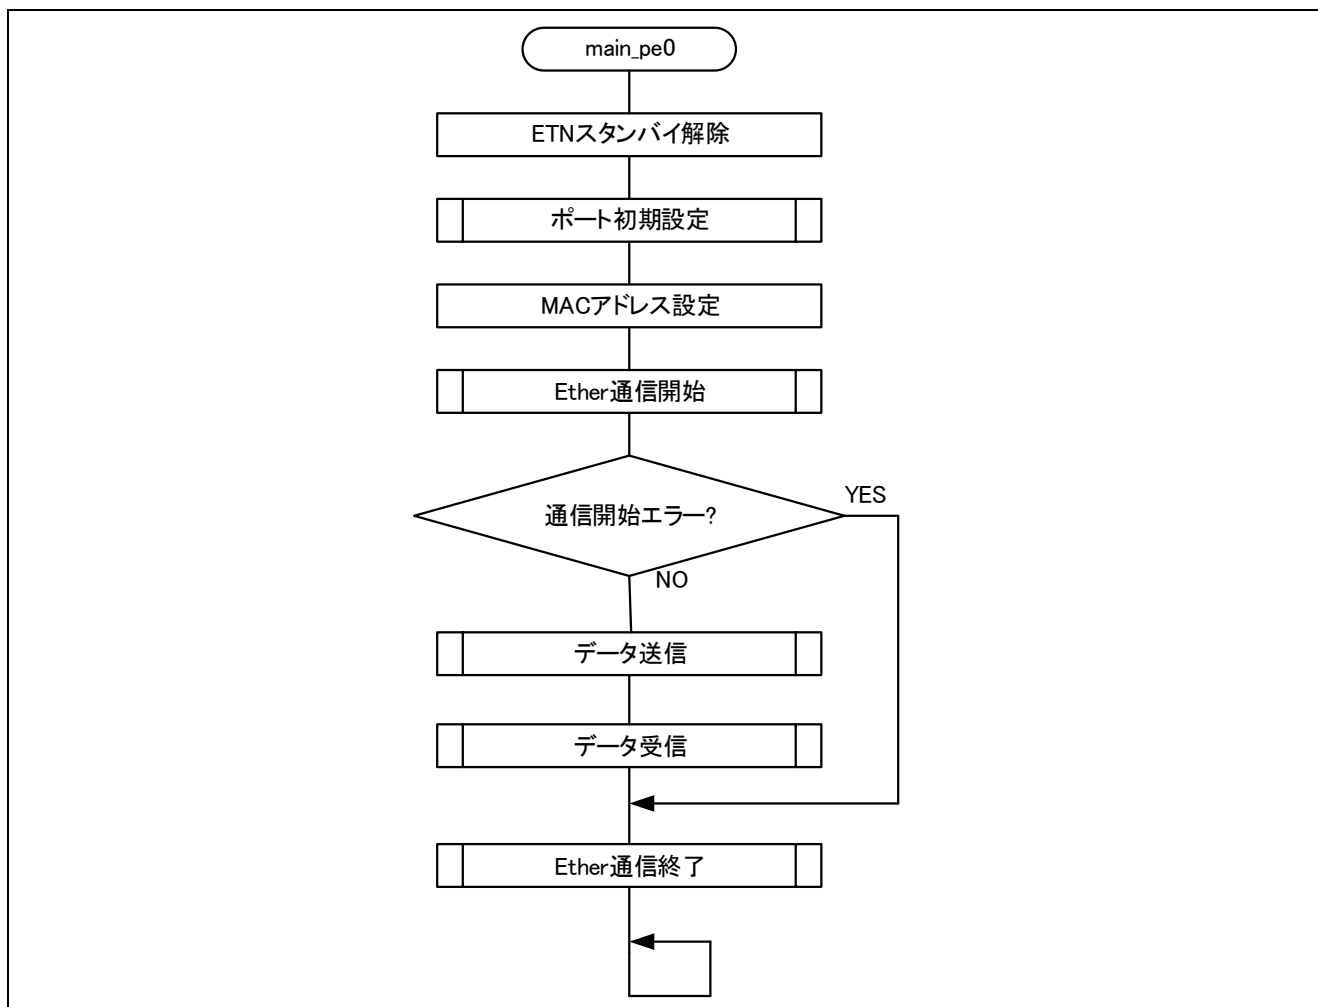 main_pe0
ETNスタンバイ解除
ポート初期設定
MACアドレス設定
Ether通信開始
YES
通信開始エラー?
NO
データ送信
データ受信
Ether通信終了